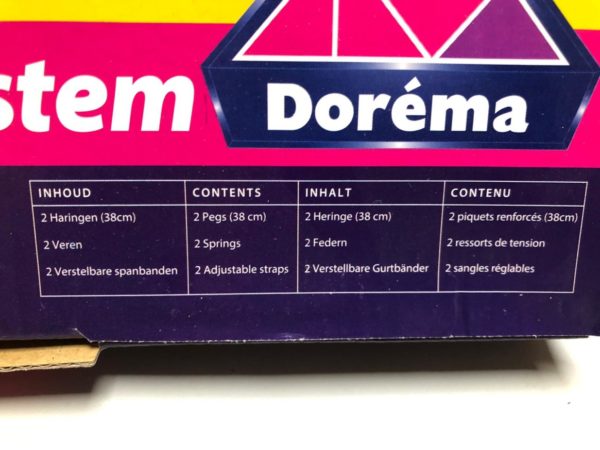 stem
Doréma
INHOUD CONTENTS INHALT CONTENU
2 Haringen (38cm) 2 Pegs (38 cm) 2 Heringe (38 cm) 2 piquets renforcés (38cm)
2 Veren 2 Springs 2 Federn 2 ressorts de tension
2 Verstelbare spanbanden 2 Adjustable straps 2 Verstellbare Gurtbänder 2 sangles réglables